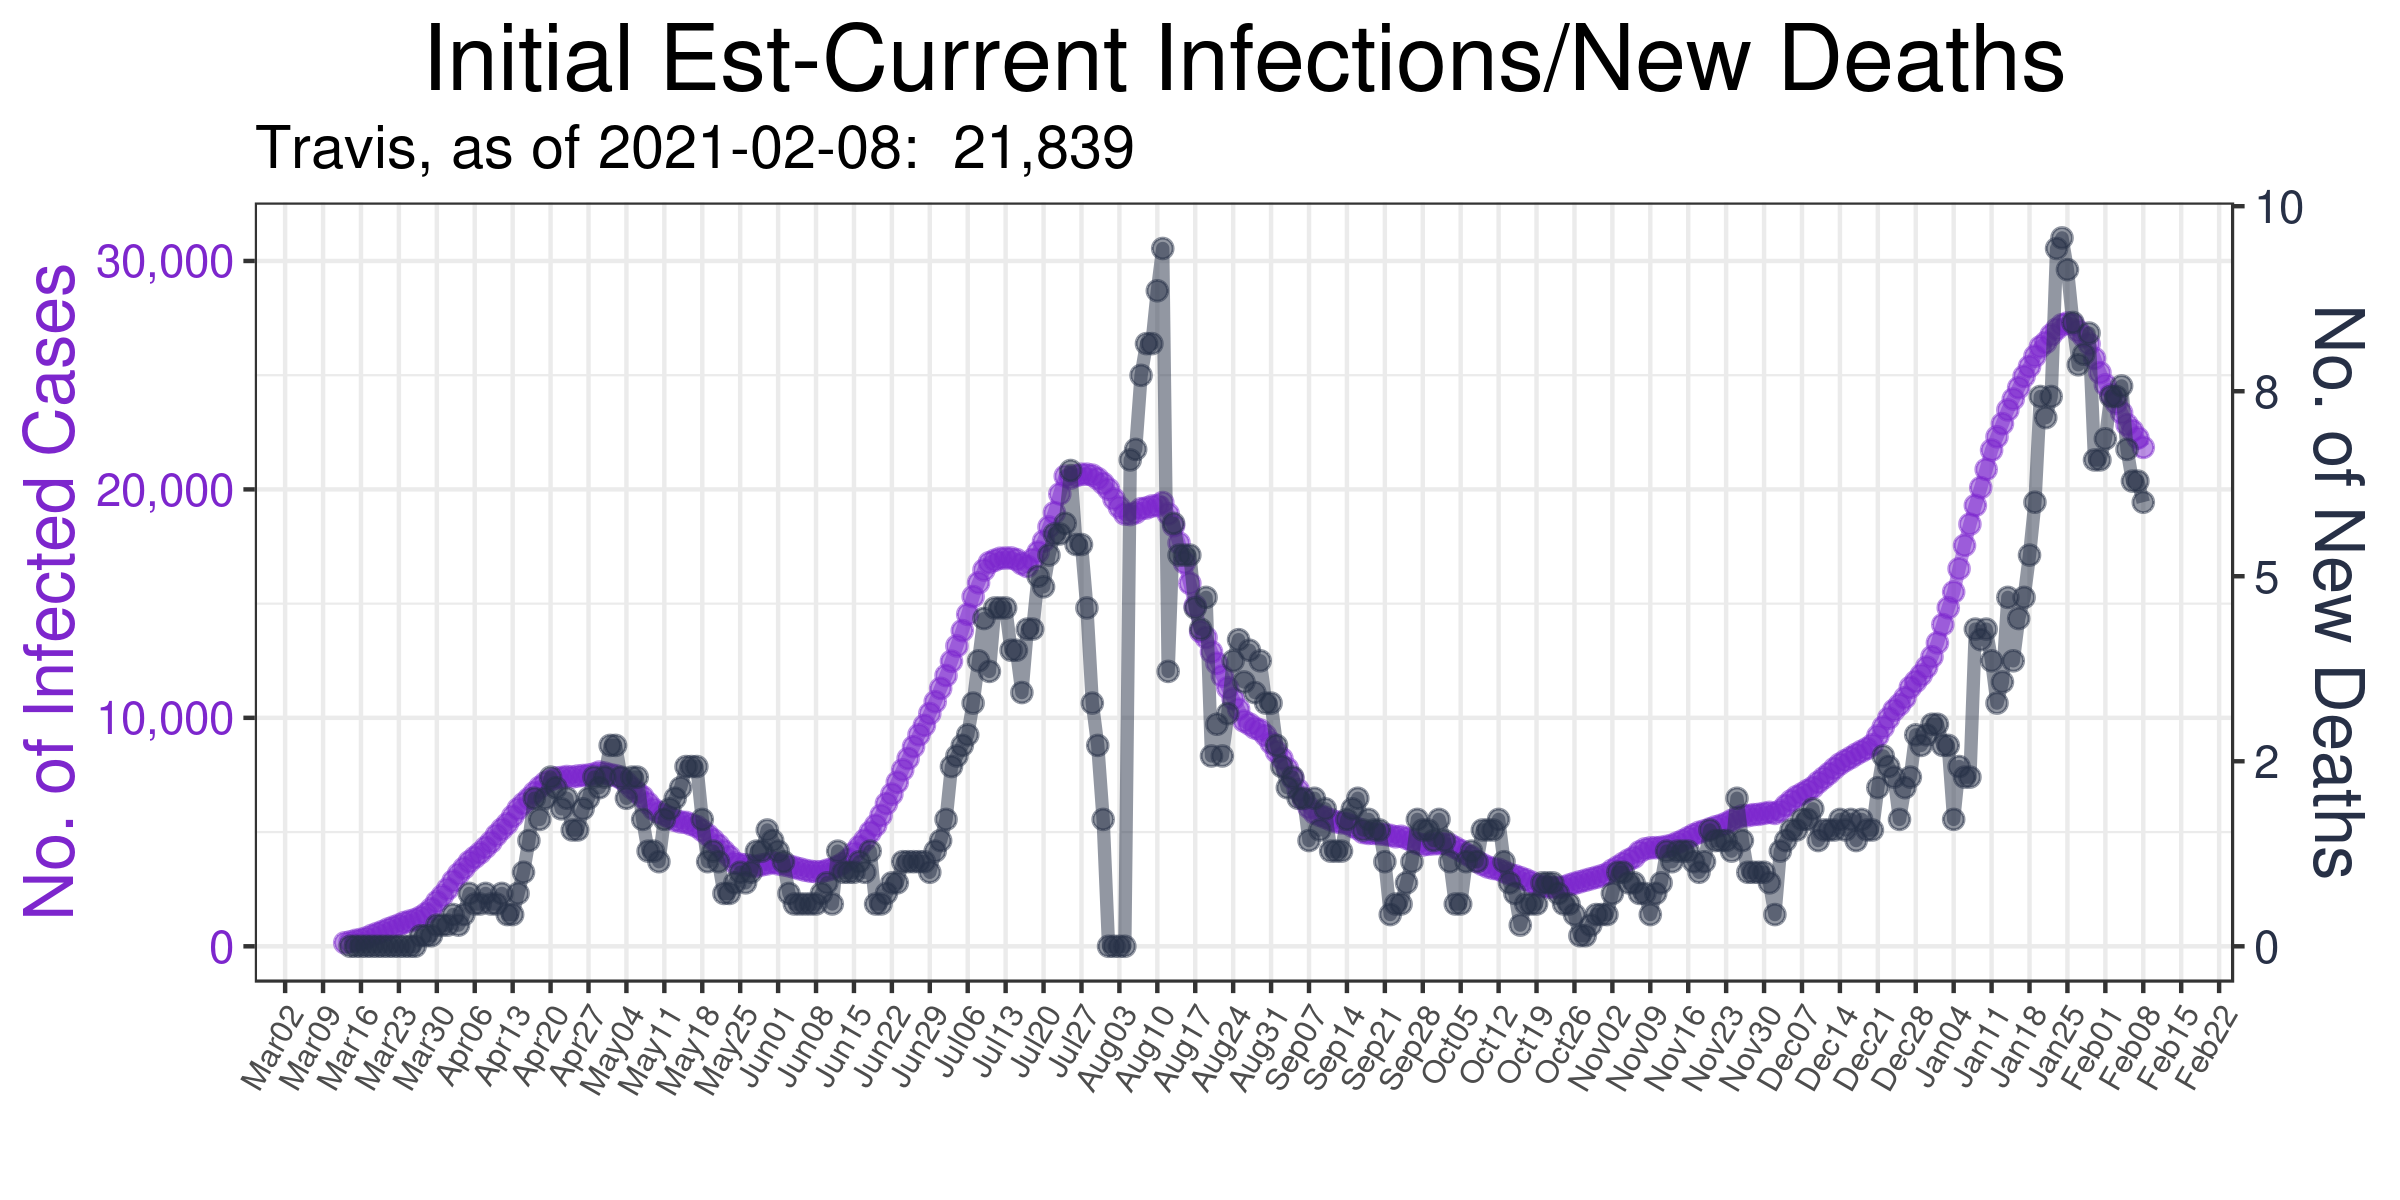 Initial Est-Current Infections/New Deaths
Travis, as of 2021-02-08:  21,839
No. of Infected Cases
30,000
20,000
10,000
0
10
8
5
2
0
No. of New Deaths
Mar02
Mar09
Mar16
Mar23
Mar30
Apr06
Apr13
Apr20
Apr27
May04
May11
May18
May25
Jun01
Jun08
Jun15
Jun22
Jun29
Jul06
Jul13
Jul20
Jul27
Aug03
Aug10
Aug17
Aug24
Aug31
Sep07
Sep14
Sep21
Sep28
Oct05
Oct12
Oct19
Oct26
Nov02
Nov09
Nov16
Nov23
Nov30
Dec07
Dec14
Dec21
Dec28
Jan04
Jan11
Jan18
Jan25
Feb01
Feb08
Feb15
Feb22